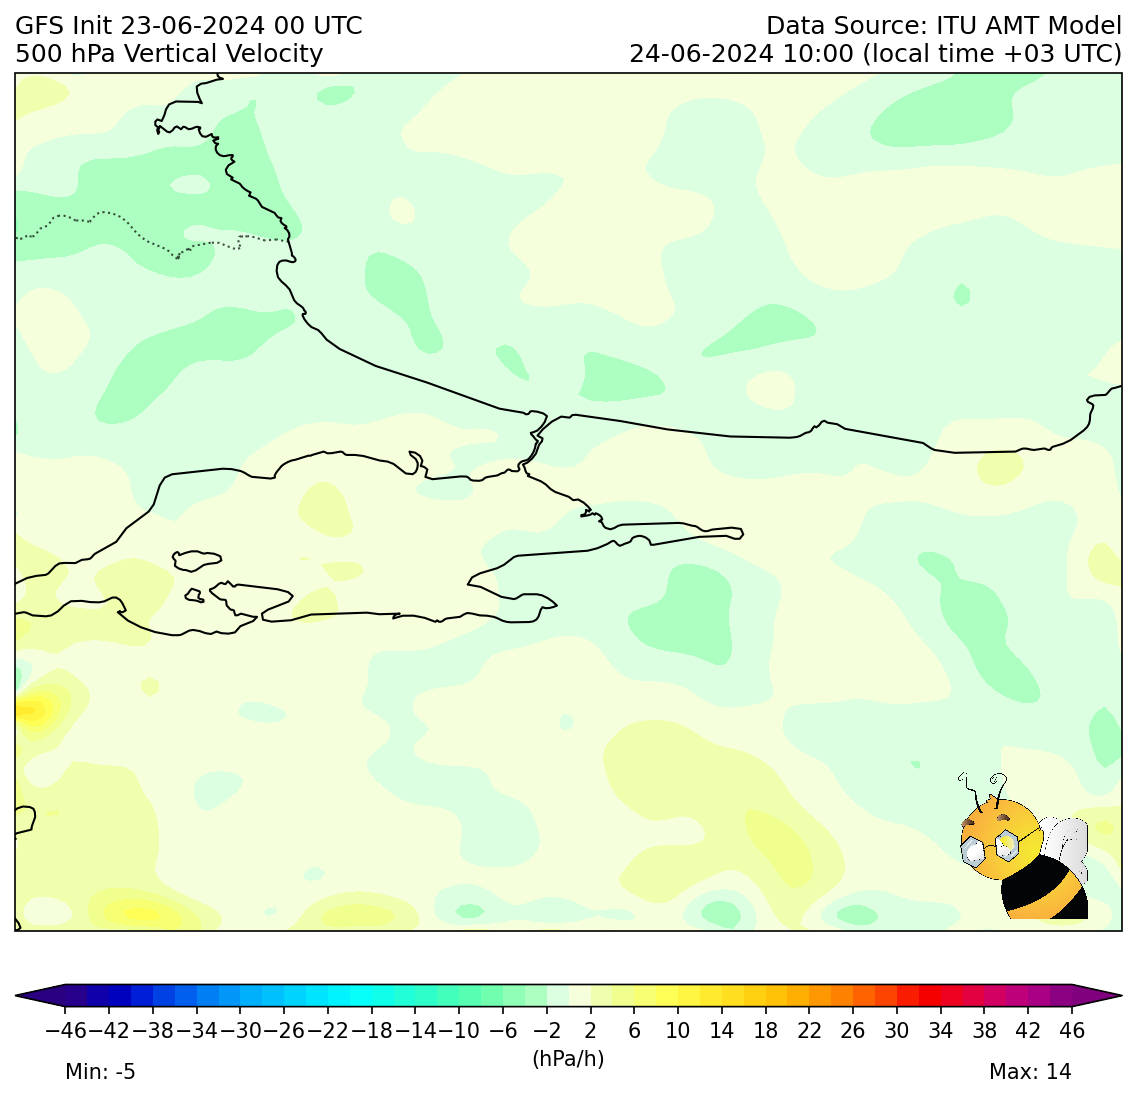 GFS Init 23-06-2024 00 UTC
Data Source: ITU AMT Model
500 hPa Vertical Velocity
24-06-2024 10:00 (local time +03 UTC)
−46 −42 −38 −34 −30 −26 −22 −18 −14 −10 −6 −2 2 6 10 14 18 22 26 30 34 38 42 46
(hPa/h)
Min: -5
Max: 14